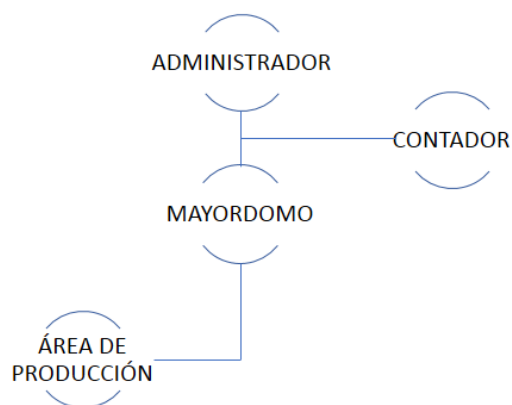 ADMINISTRADOR
CONTADOR
MAYORDOMO
ÁREA DE
PRODUCCIÓN